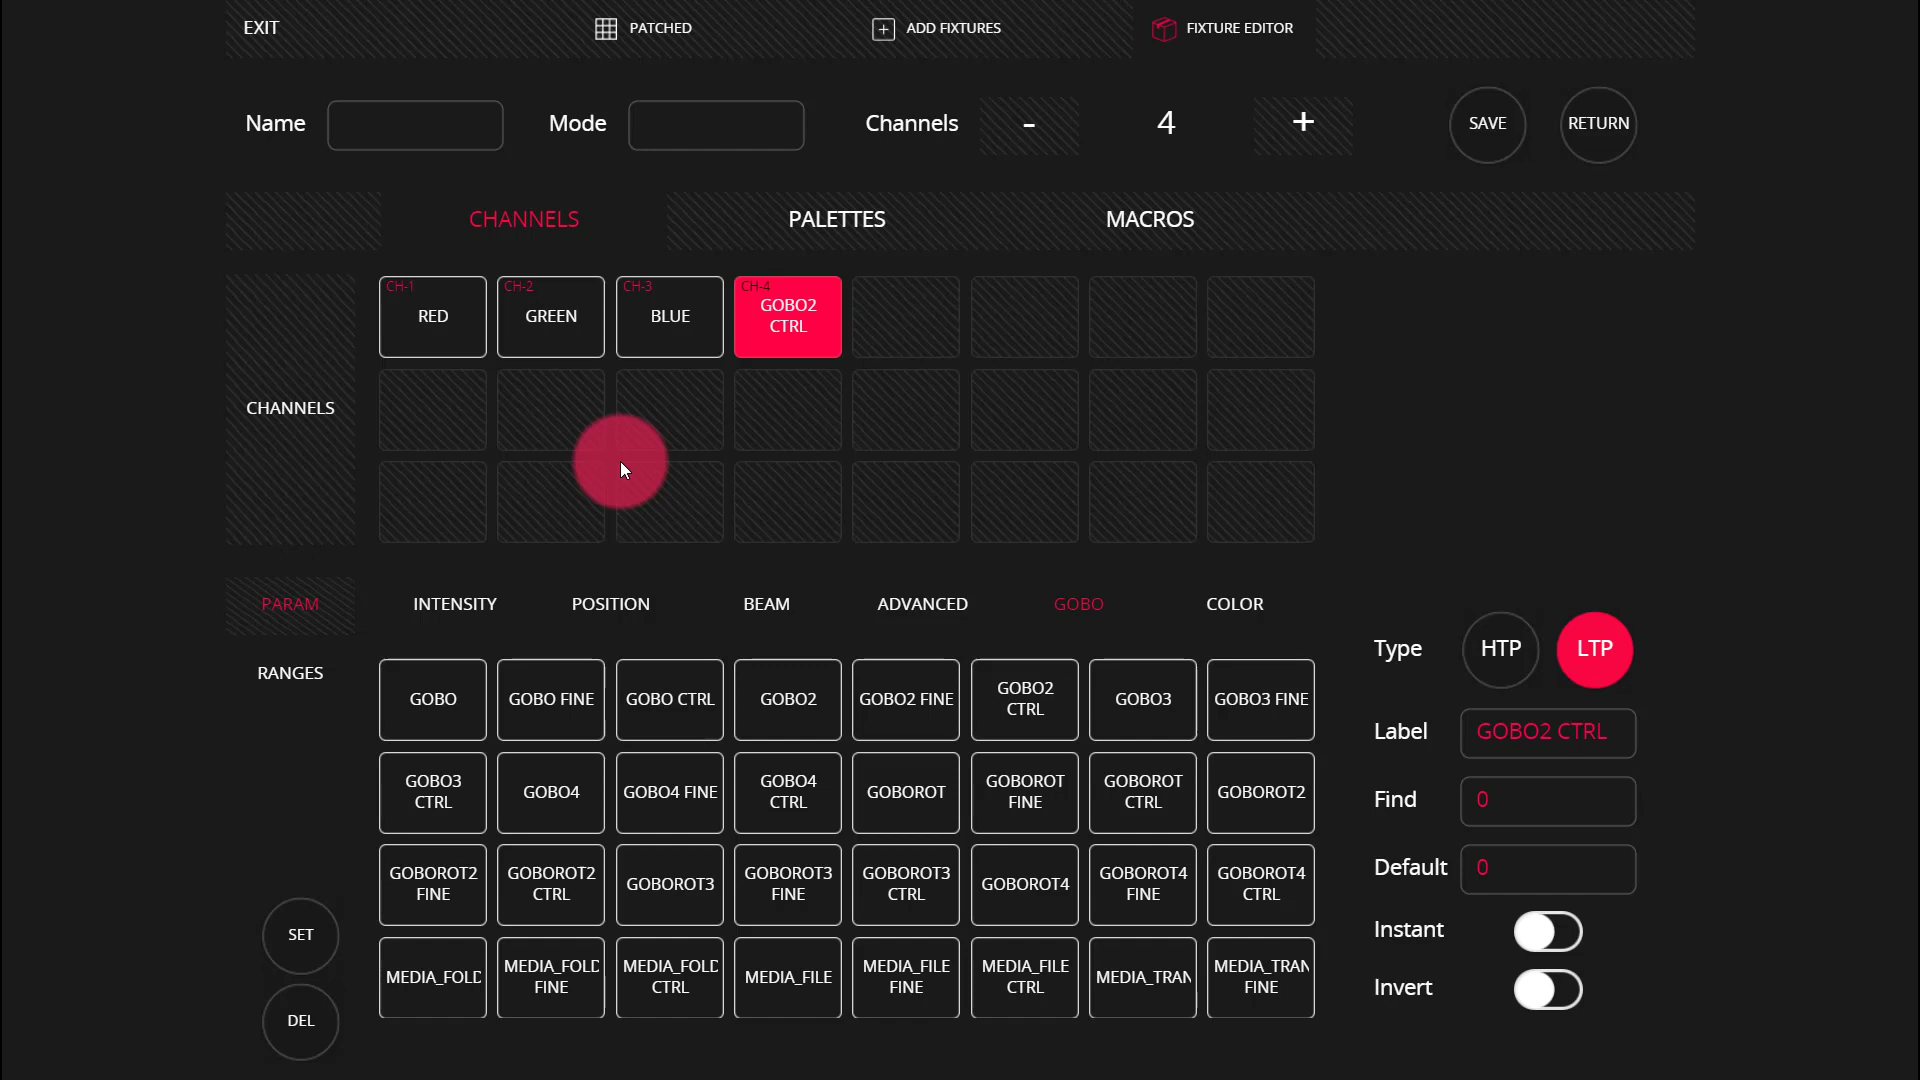 EXIT
PATCHED
ADD FIXTURES
FIXTURE EDITOR
Name
Mode
Channels
-
4
+
SAVE
RETURN
CHANNELS
PALETTES
MACROS
CHANNELS
CH-1
RED
CH-2
GREEN
CH-3
BLUE
CH-4
GOBO2
CTRL
PARAM
INTENSITY
POSITION
BEAM
ADVANCED
GOBO
COLOR
RANGES
GOBO
GOBO FINE
GOBO CTRL
GOBO2
GOBO2 FINE
GOBO2
CTRL
GOBO3
GOBO3 FINE
GOBO3
CTRL
GOBO4
GOBO4 FINE
GOBO4
CTRL
GOBOROT
GOBOROT
FINE
GOBOROT
CTRL
GOBOROT2
GOBOROT2
FINE
GOBOROT2
CTRL
GOBOROT3
GOBOROT3
FINE
GOBOROT3
CTRL
GOBOROT4
GOBOROT4
FINE
GOBOROT4
CTRL
MEDIA_FOLD
MEDIA_FOLD
FINE
MEDIA_FOLD
CTRL
MEDIA_FILE
MEDIA_FILE
FINE
MEDIA_FILE
CTRL
MEDIA_TRAN
MEDIA_TRAN
FINE
SET
DEL
Type
HTP
LTP
Label
GOBO2 CTRL
Find
0
Default
0
Instant
Invert